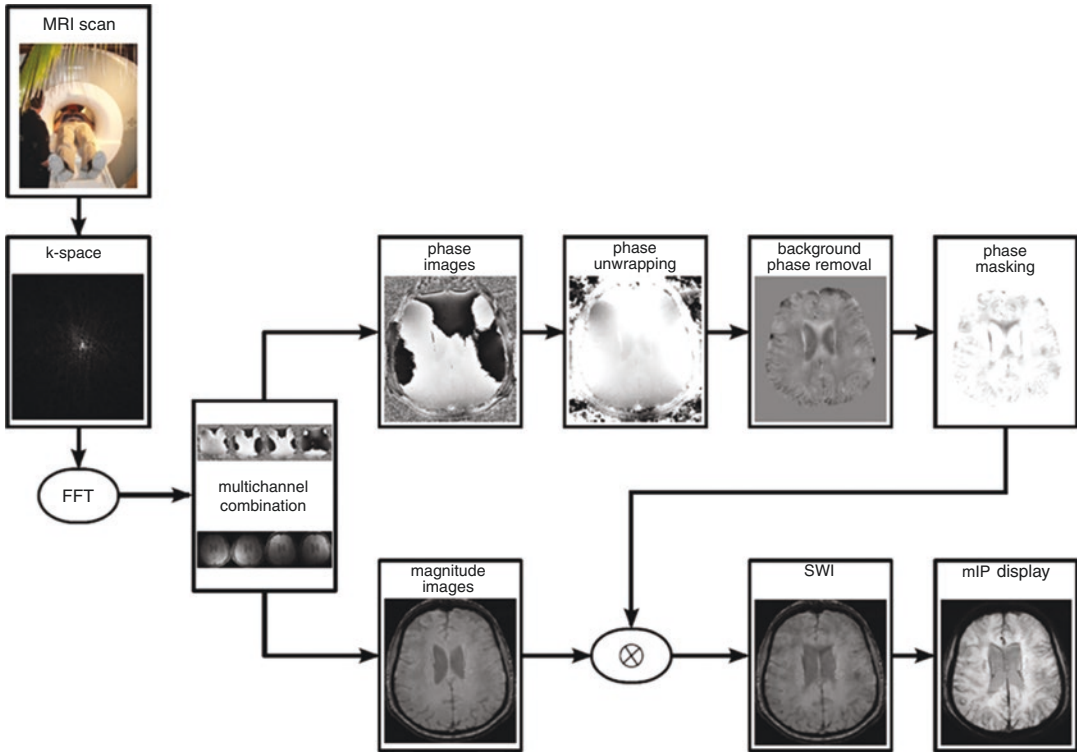 MRI scan
k-space
FFT
multichannel
combination
phase
images
phase
unwrapping
background
phase removal
phase
masking
magnitude
images
SWI
mIP display